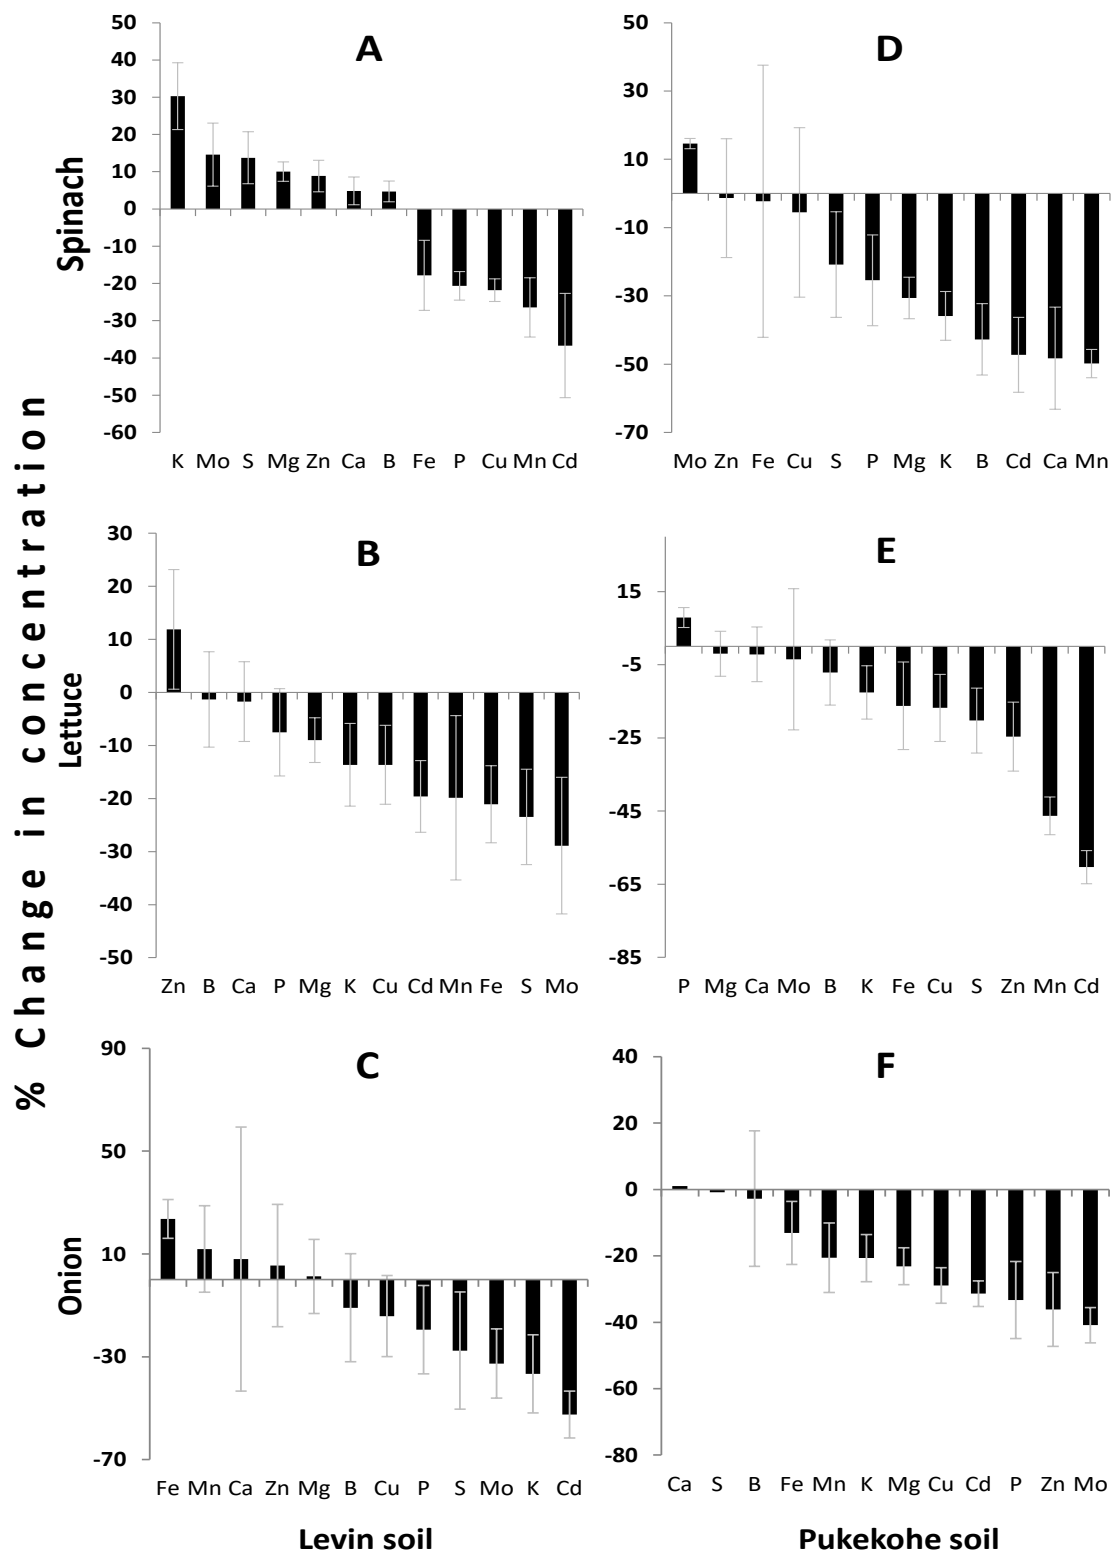 % Change in concentration
Spinach
A
50
40
30
20
10
0
-10
-20
-30
-40
-50
-60
K Mo S Mg Zn Ca B Fe P Cu Mn Cd
D
50
30
10
-10
-30
-50
-70
Mo Zn Fe Cu S P Mg K B Cd Ca Mn
Lettuce
B
30
20
10
0
-10
-20
-30
-40
-50
Zn B Ca P Mg K Cu Cd Mn Fe S Mo
E
15
-5
-25
-45
-65
-85
P Mg Ca Mo B K Fe Cu S Zn Mn Cd
Onion
C
90
50
10
-30
-70
Fe Mn Ca Zn Mg B Cu P S Mo K Cd
F
40
20
0
-20
-40
-60
-80
Ca S B Fe Mn K Mg Cu Cd P Zn Mo
Levin soil
Pukekohe soil